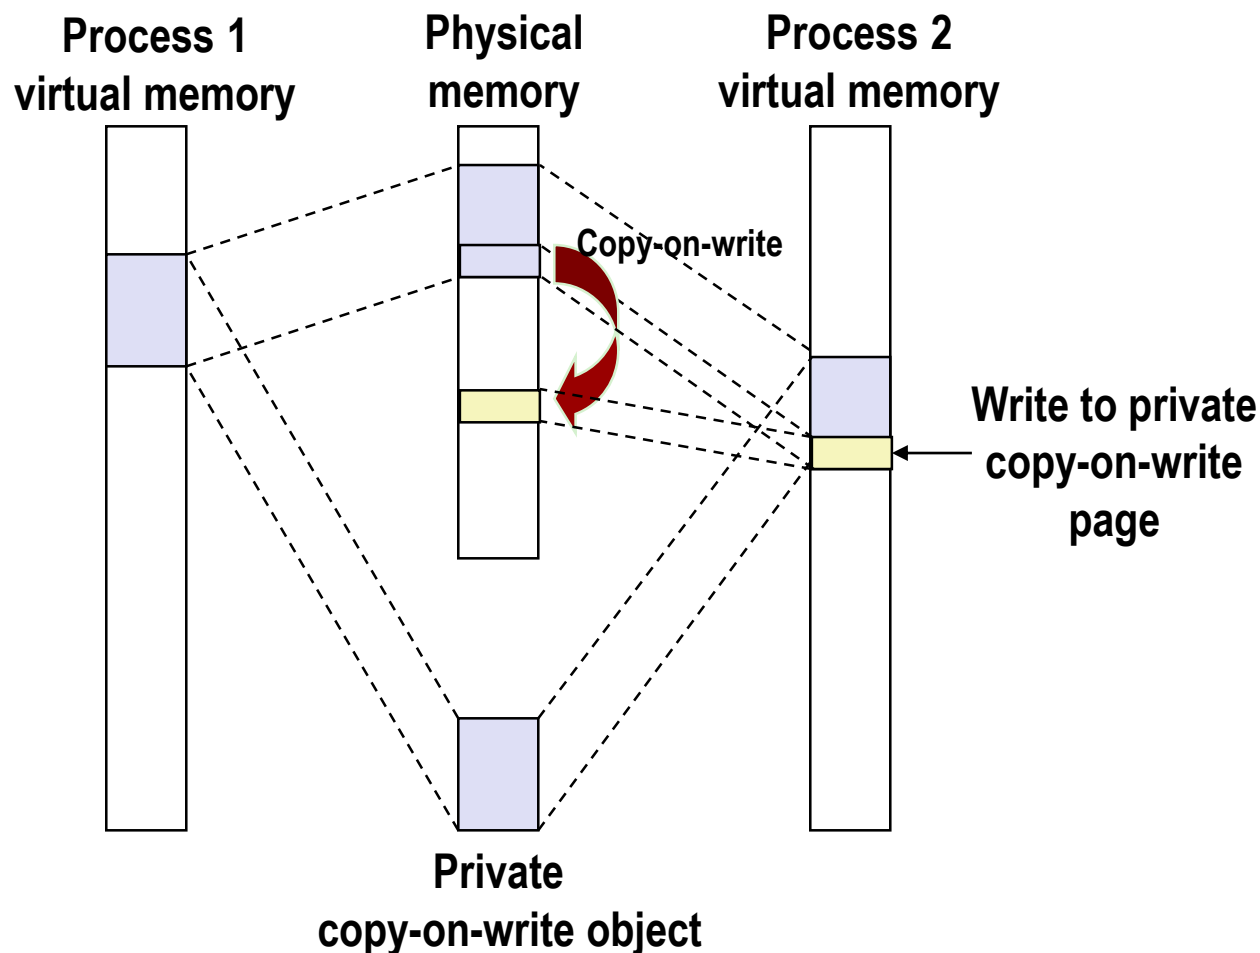 Process 1
virtual memory
Physical
memory
Process 2
virtual memory
Copy-on-write
Write to private
copy-on-write
page
Private
copy-on-write object